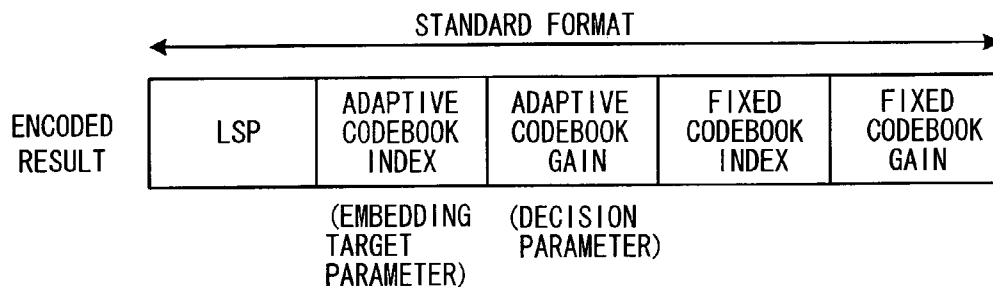 STANDARD FORMAT
ENCODED
RESULT
LSP
ADAPTIVE
CODEBOOK
INDEX
ADAPTIVE
CODEBOOK
GAIN
FIXED
CODEBOOK
INDEX
FIXED
CODEBOOK
GAIN
(EMBEDDING
TARGET
PARAMETER)
(DECISION
PARAMETER)